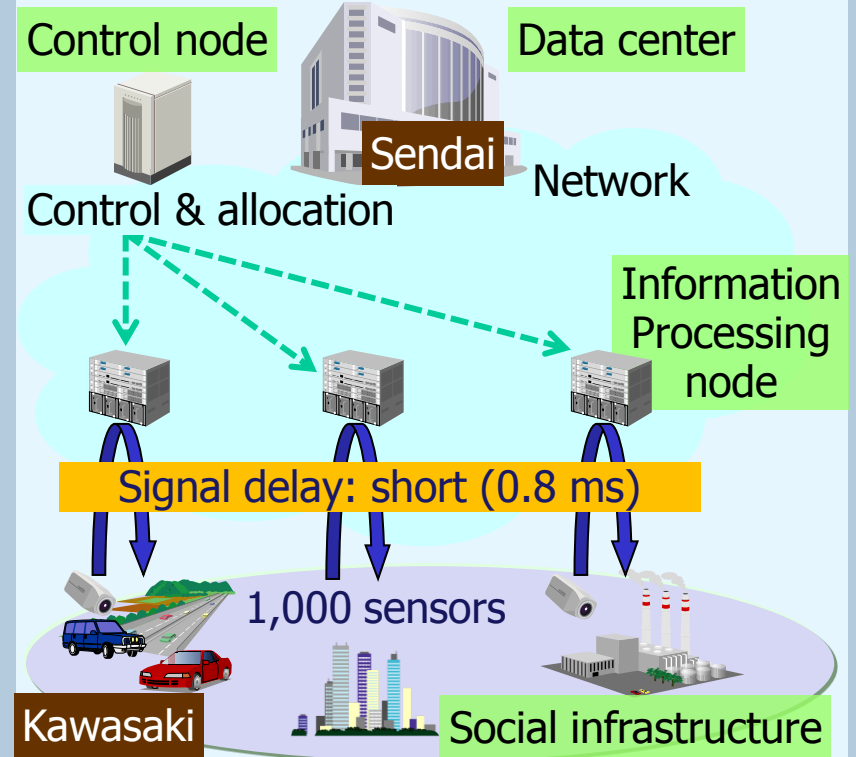 Control node
Data center
Sendai
Network
Control & allocation
Information
Processing
node
Signal delay: short (0.8 ms)
1,000 sensors
Kawasaki
Social infrastructure